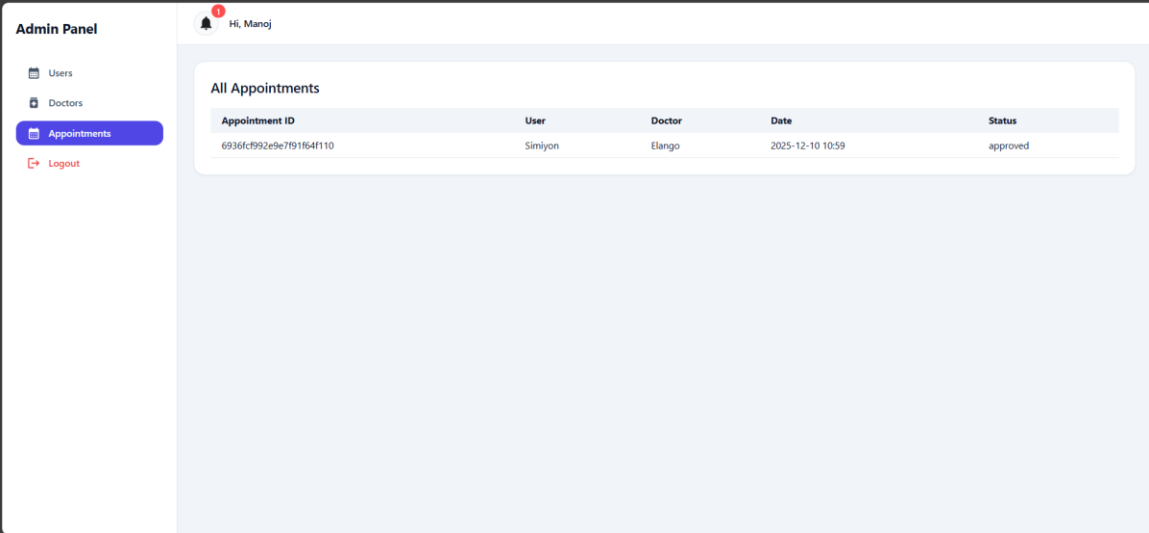 Admin Panel
Users
Doctors
Appointments
Logout
1
Hi, Manoj
All Appointments
Appointment ID User Doctor Date Status
6936fcf992e9e7f91f64f110 Simiyon Elango 2025-12-10 10:59 approved